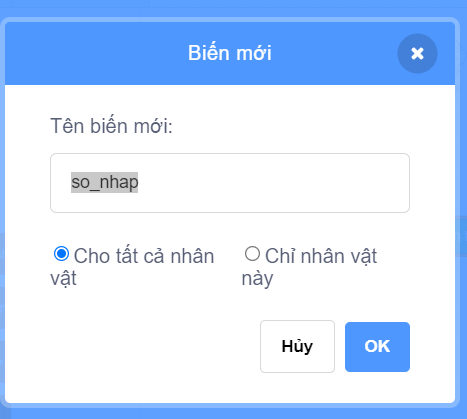 Biến mới
Tên biến mới:
so_nhap
Cho tất cả nhân vật
Chỉ nhân vật này
Hủy
OK